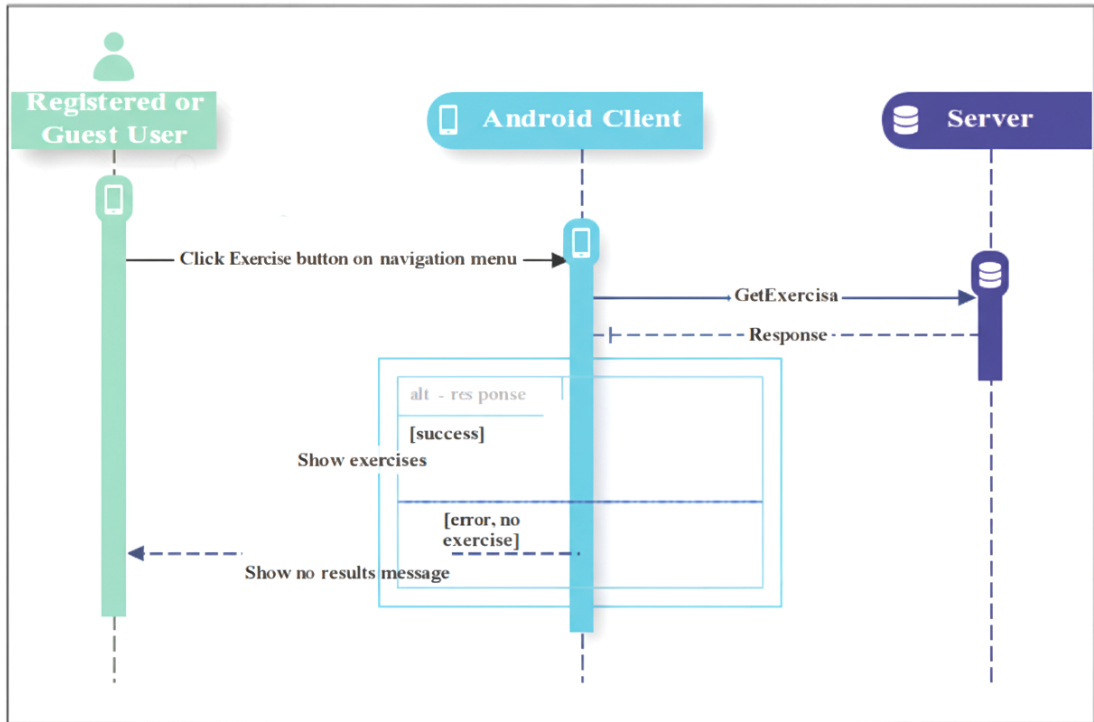 Registered or
Guest User
Android Client
Server
Click Exercise button on navigation menu
GetExercisa
Response
alt - res ponse
[success]
Show exercises
[error, no
exercise]
Show no results message